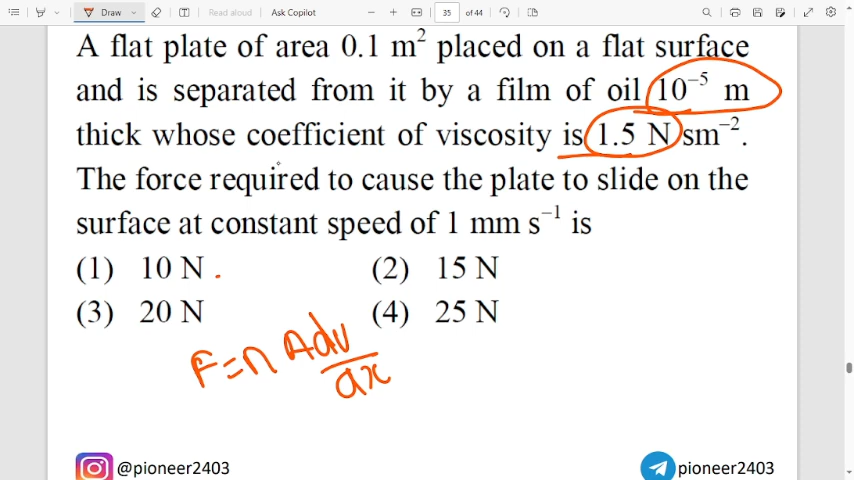 Draw
Read aloud
Ask Copilot
35
of 44
A flat plate of area 0.1 m² placed on a flat surface
and is separated from it by a film of oil 10⁻⁵ m
thick whose coefficient of viscosity is 1.5 N sm⁻².
The force required to cause the plate to slide on the
surface at constant speed of 1 mm s⁻¹ is
(1) 10 N (2) 15 N
(3) 20 N (4) 25 N
F=η A dv/dx
@pioneer2403
pioneer2403